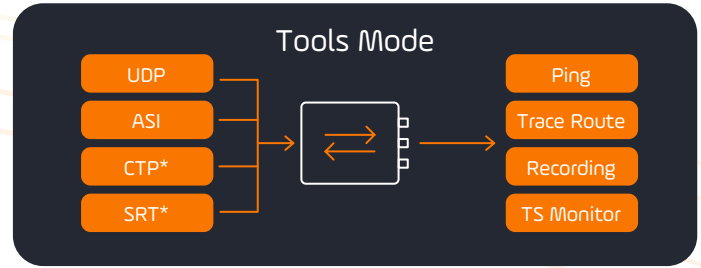 Tools Mode
UDP
ASI
CTP*
SRT*
Ping
Trace Route
Recording
TS Monitor